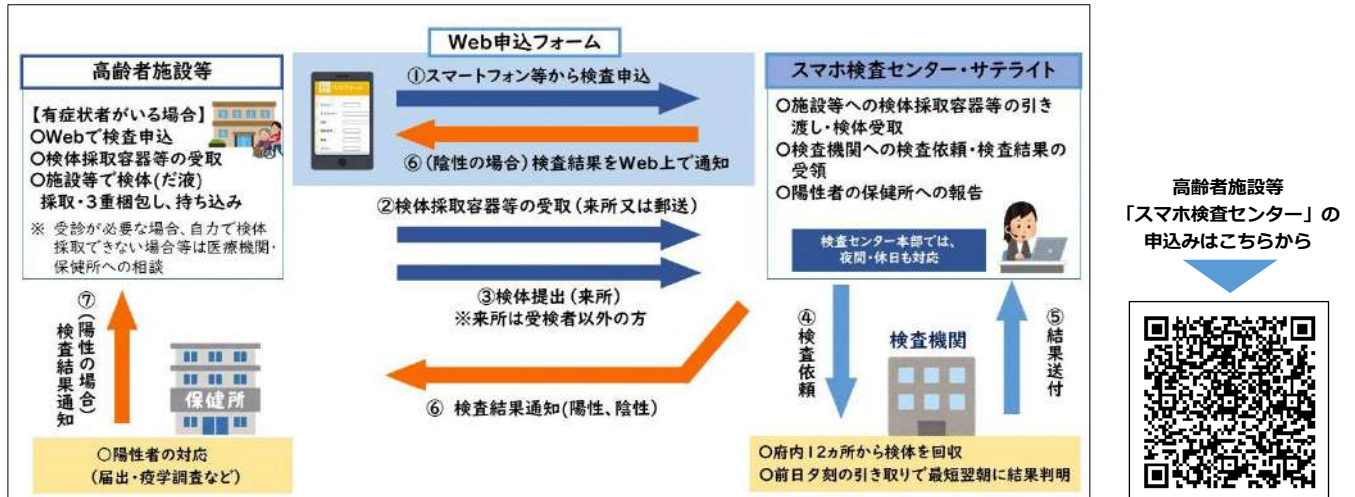 Web申込フォーム
高齢者施設等
【有症状者がいる場合】
○Webで検査申込
○検体採取容器等の受取
○施設等で検体(だ液)
採取・3重梱包し、持ち込み
※ 受診が必要な場合、自力で検体
採取できない場合等は医療機関・
保健所への相談
①スマートフォン等から検査申込
⑥(陰性の場合)検査結果をWeb上で通知
②検体採取容器等の受取(来所又は郵送)
③検体提出(来所)
※来所は受検者以外の方
⑥ 検査結果通知(陽性、陰性)
スマホ検査センター・サテライト
○施設等への検体採取容器等の引き
渡し・検体受取
○検査機関への検査依頼・検査結果の
受領
○陽性者の保健所への報告
検査センター本部では、
夜間・休日も対応
④検査依頼
検査機関
⑤結果送付
○府内12ヵ所から検体を回収
○前日夕刻の引き取りで最短翌朝に結果判明
⑦(陽性の場合)
検査結果通知
保健所
○陽性者の対応
(届出・疫学調査など)
高齢者施設等
「スマホ検査センター」の
申込みはこちらから